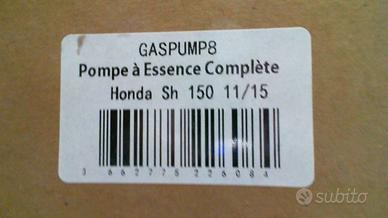 GASPUMP8
Pompe à Essence Complète
Honda Sh 150 11/15
3 662775 226084
subito